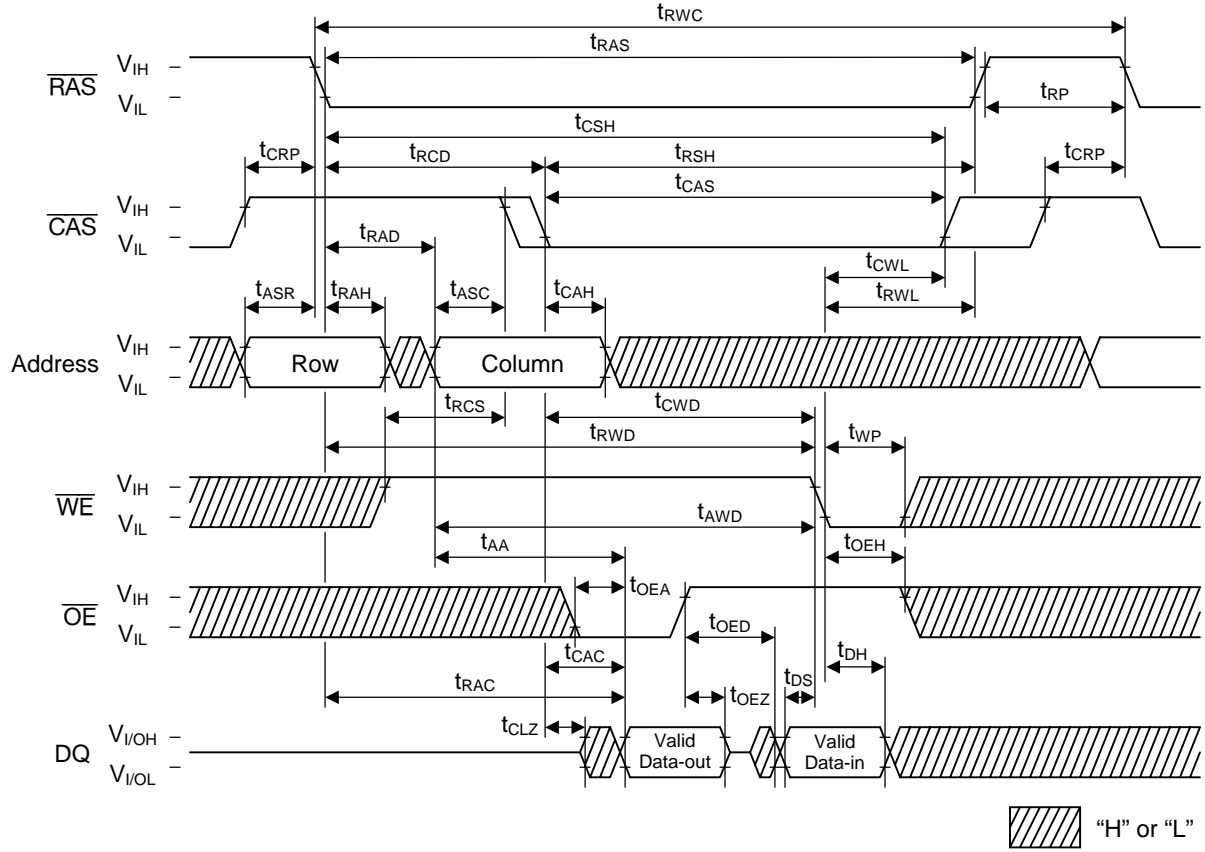 tRWC
tRAS
RAS
VIH
VIL
tRP
tCSH
tCRP
tRCD
tRSH
tCRP
tCAS
CAS
VIH
VIL
tRAD
tCWL
tRWL
tASR
tRAH
tASC
tCAH
Address
VIH
VIL
Row
Column
tRCS
tCWD
tRWD
tWP
WE
VIH
VIL
tAWD
tAA
tOEH
OE
VIH
VIL
tOEA
tOED
tCAC
tDH
tRAC
tOEZ
tDS
tCLZ
DQ
VI/OH
VI/OL
Valid
Data-out
Valid
Data-in
“H” or “L”